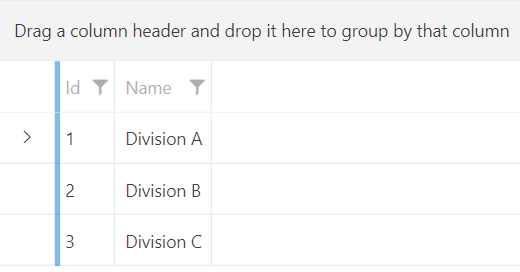 Drag a column header and drop it here to group by that column
Id Name
1 Division A
2 Division B
3 Division C